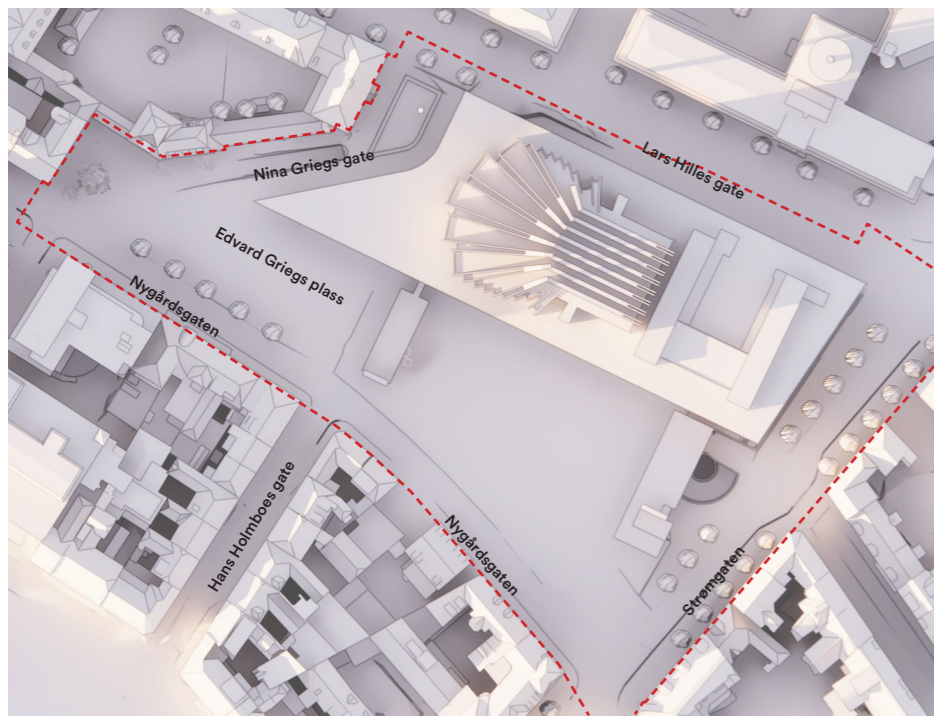 Nina Griegs gate
Lars Hilles gate
Edvard Griegs plass
Nygårdsgaten
Hans Holmboes gate
Nygårdsgaten
Strømgaten